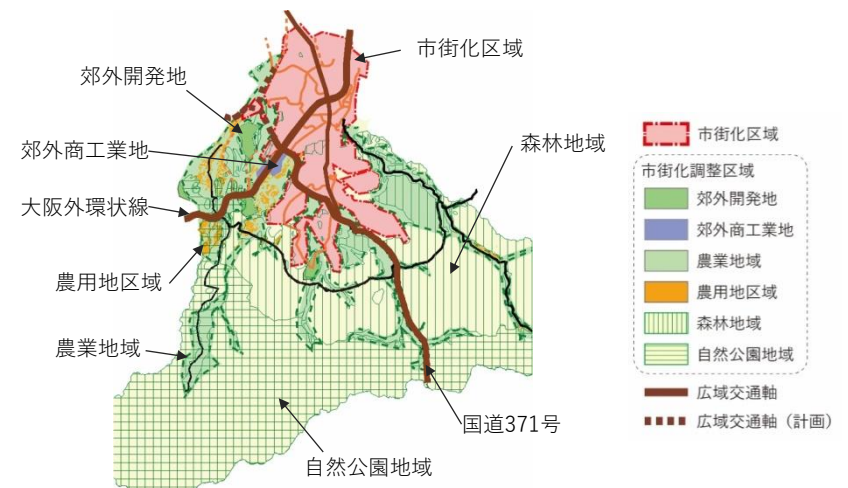 市街化区域
郊外開発地
郊外商工業地
大阪外環状線
農用地区域
農業地域
森林地域
国道371号
自然公園地域
市街化区域
市街化調整区域
郊外開発地
郊外商工業地
農業地域
農用地区域
森林地域
自然公園地域
広域交通軸
広域交通軸（計画）